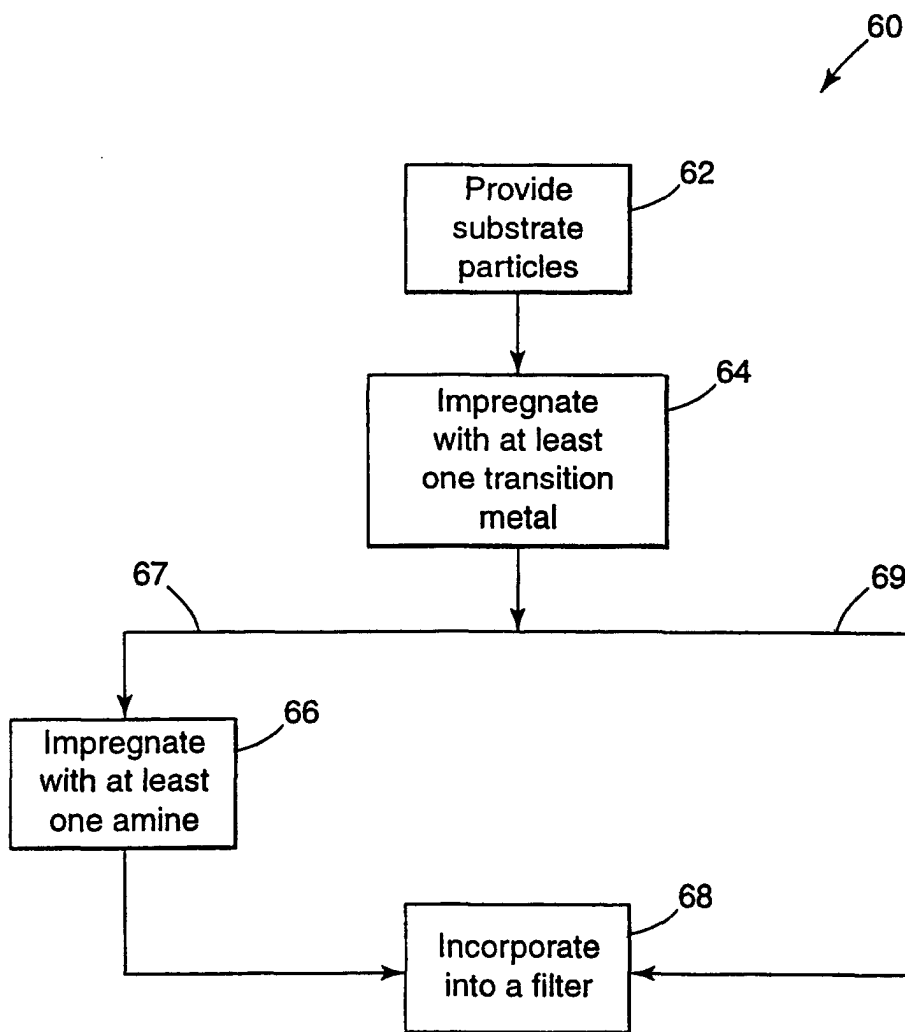 60
62
Provide
substrate
particles
64
Impregnate
with at least
one transition
metal
67
69
66
Impregnate
with at least
one amine
68
Incorporate
into a filter